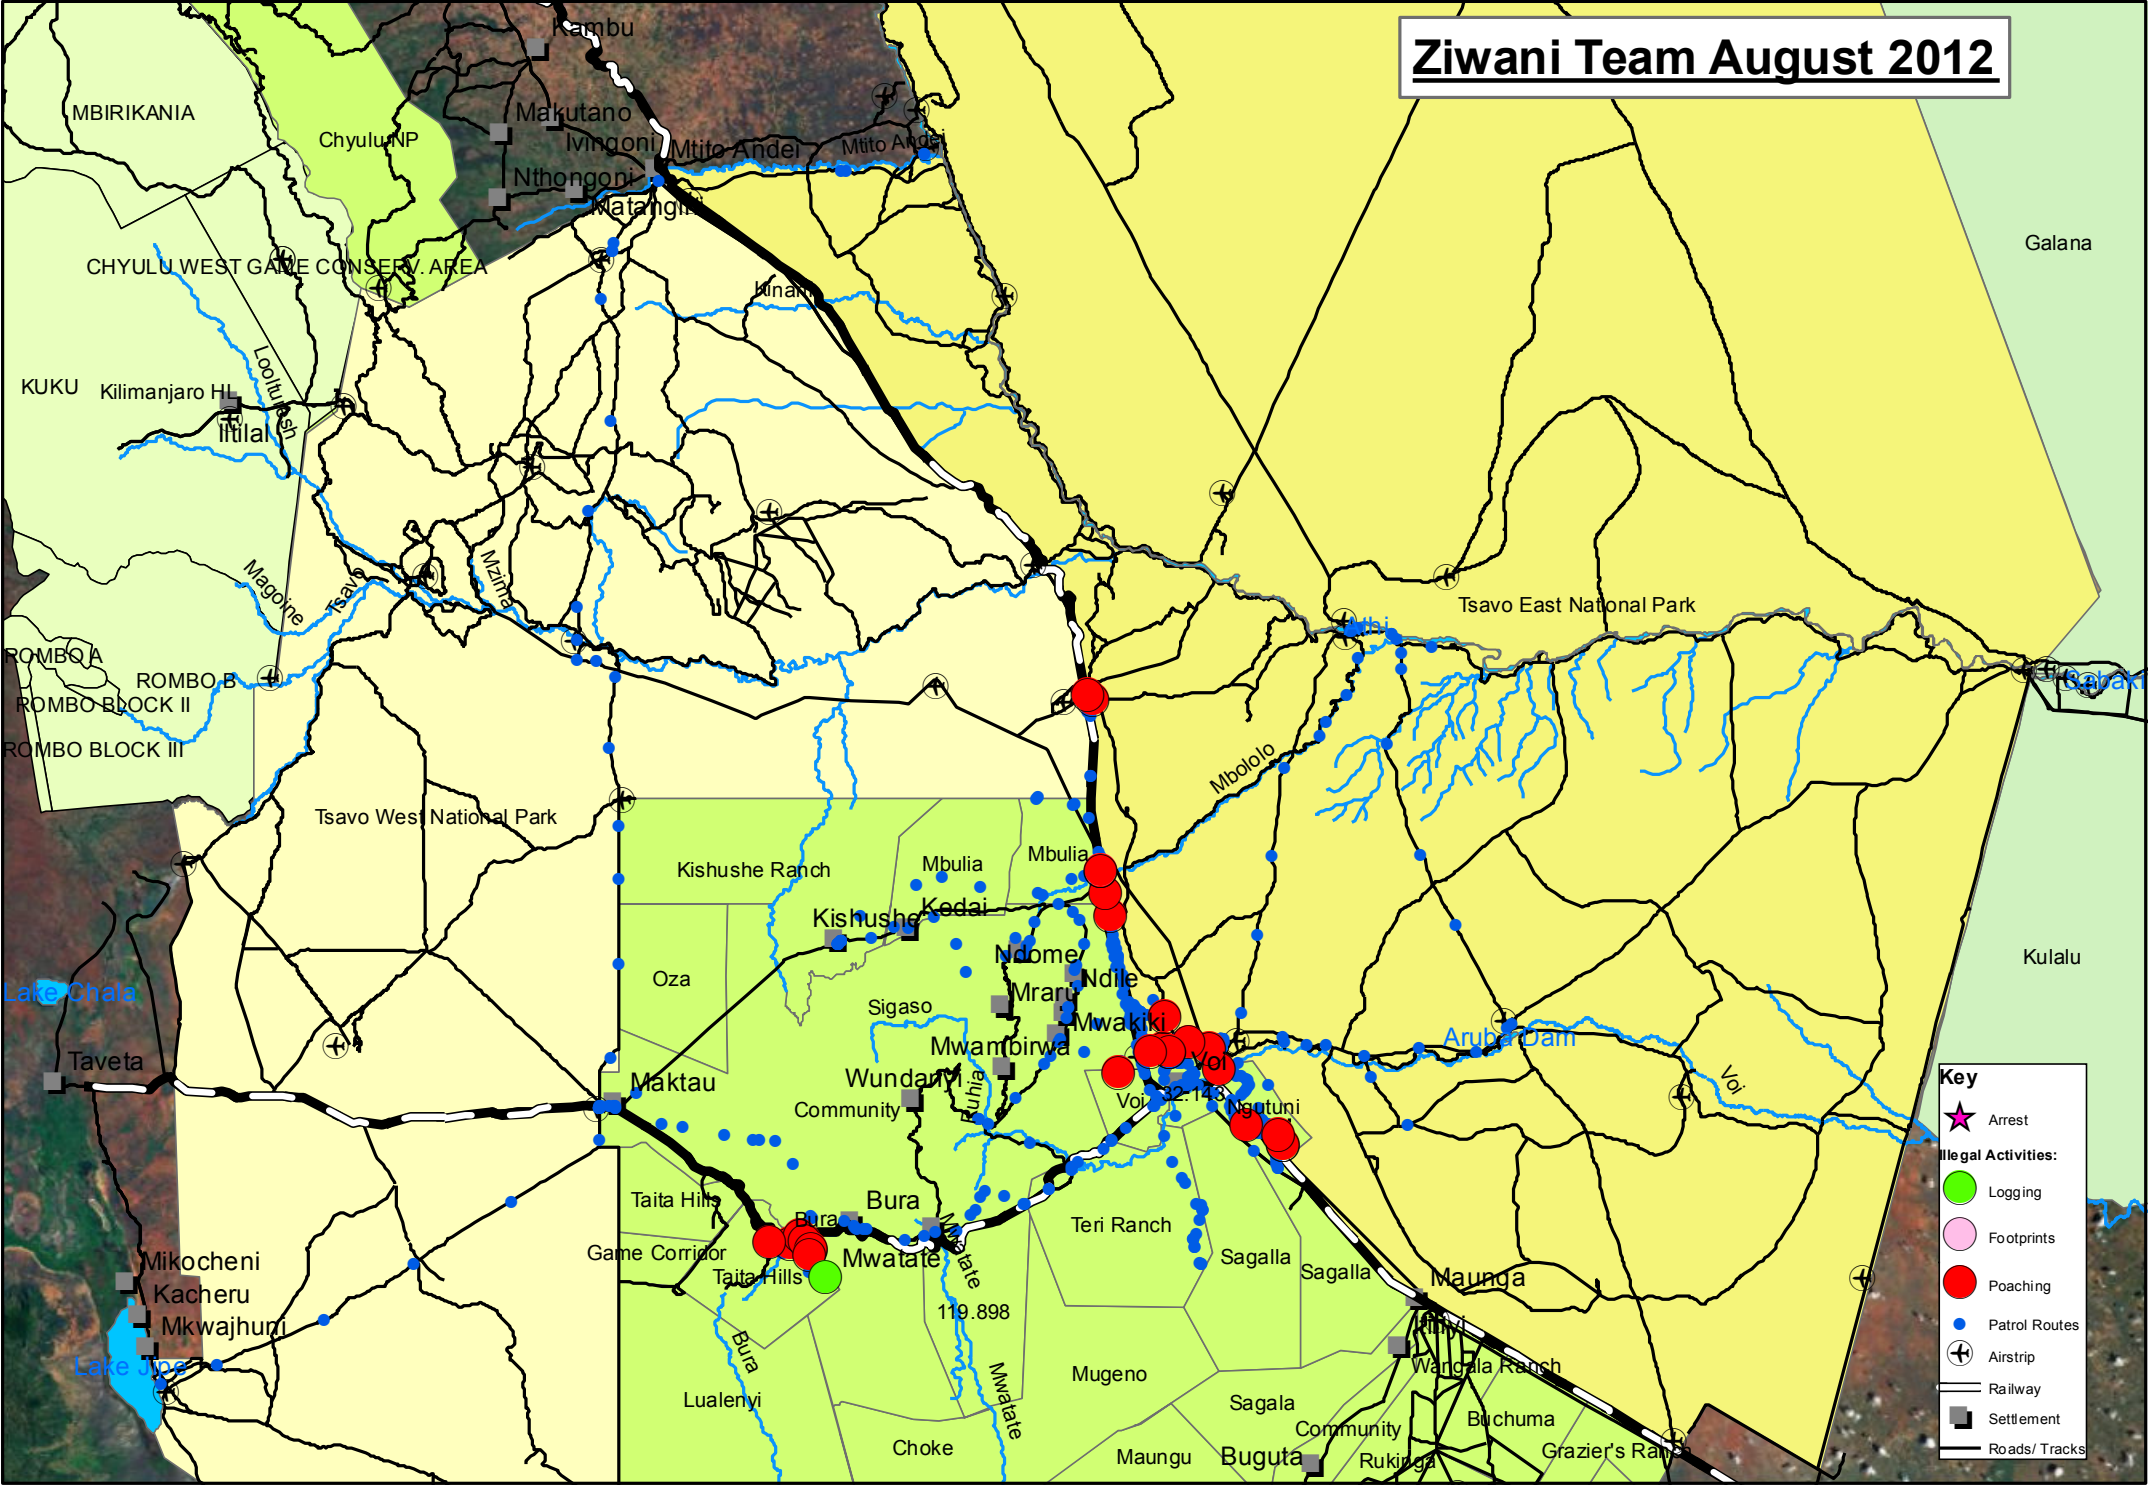 Ziwani Team August 2012
Kambu
MBIRIKANIA
Chyulu NP
Makutano
Ivingoni
Mtito Andei
Mtito Andei
Nthongoni
Matangini
Galana
CHYULU WEST GAME CONSERV. AREA
Kinani
Loolituresh
KUKU
Kilimanjaro HL
Iltilal
Magoine
Tsavo
Mzima
Tsavo East National Park
Athi
ROMBO A
ROMBO B
ROMBO BLOCK II
ROMBO BLOCK III
Sabaki
Mbololo
Tsavo West National Park
Kishushe Ranch
Mbulia
Mbulia
Kishushe
Kedai
Ndome
Ndile
Kulalu
Oza
Lake Chala
Sigaso
Mraru
Mwakiki
Aruba Dam
Mwambirwa
Voi
Taveta
Maktau
Wundanyi
Community
Ruhia
Voi
32.143
Ngutuni
Voi
Taita Hills
Bura
Bura
Teri Ranch
Game Corridor
Taita Hills
Mwatate
Mwatate
Sagalla
Sagalla
Maunga
Mikocheni
Kacheru
Mkwajhuni
119.898
Lake Jipe
Bura
Mwatate
Mugeno
Wangala Ranch
Lualenyi
Sagala
Community
Buchuma
Choke
Maungu
Buguta
Rukinga
Grazier's Ranch
Key
Arrest
Illegal Activities:
Logging
Footprints
Poaching
Patrol Routes
Airstrip
Railway
Settlement
Roads/ Tracks